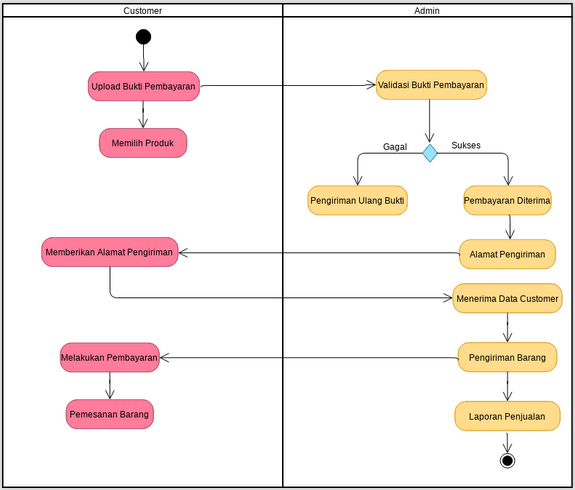 Customer
Admin
Upload Bukti Pembayaran
Validasi Bukti Pembayaran
Memilih Produk
Gagal
Sukses
Pengiriman Ulang Bukti
Pembayaran Diterima
Memberikan Alamat Pengiriman
Alamat Pengiriman
Menerima Data Customer
Melakukan Pembayaran
Pengiriman Barang
Pemesanan Barang
Laporan Penjualan